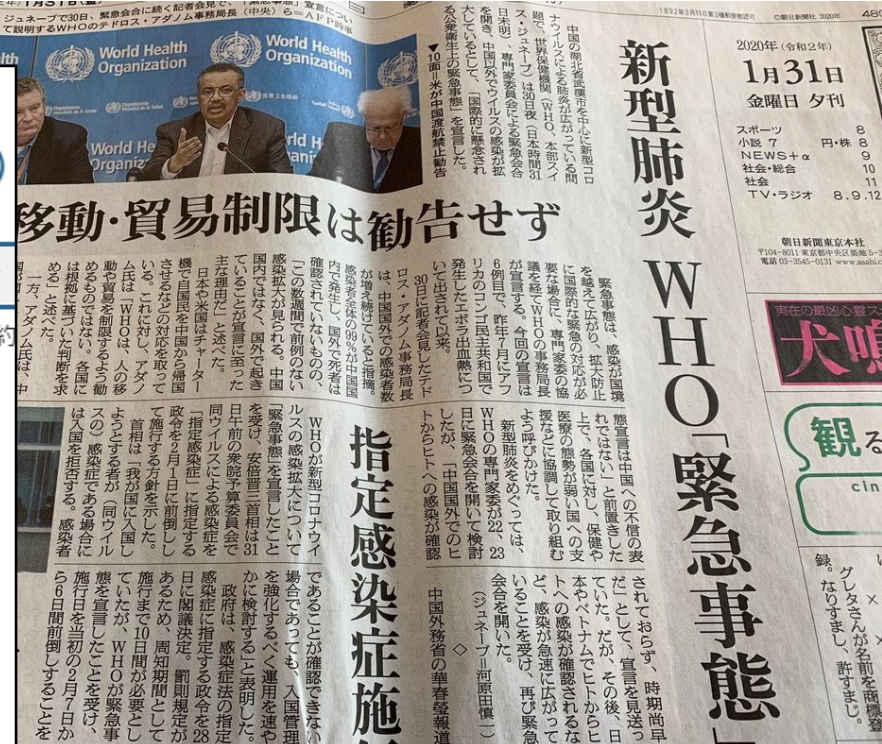 ジュネーブで30日、緊急会合に続く記者会見で、「緊急事態」宣言につい
て説明するWHOのテドロス・アダノム事務局長（中央）ら＝AFP時事
World Health
Organization
World Health
Organization
1892年3月11日第3種郵便物認可
©朝日新聞社 2020年
2020年（令和2年）
1月31日
金曜日 夕刊
スポーツ 8
小説 7 円・株 8
NEWS+α 9
社会・総合 10
社会 11
TV・ラジオ 8.9.12
朝日新聞東京本社
〒104-8011 東京都中央区築地5-
電話 03-3545-0131 www.asahi.c
新型肺炎 WHO「緊急事態」
移動・貿易制限は勧告せず
中国の湖北省武漢市を中心に新型コロ
ナウイルスによる肺炎が広がっている問
題で、世界保健機関（WHO、本部スイ
ス・ジュネーブ）は30日夜（日本時間31
日未明）、専門家委員会による緊急会合
を開き、中国以外でウイルスの感染が拡
大しているとして、「国際的に懸念され
る公衆衛生上の緊急事態」を宣言した。
▼10面＝米が中国渡航禁止勧告
緊急事態は、感染が国境
を越えて広がり、拡大防止
に国際的な緊急の対応が必
要な場合に、専門家委の協
議を経てWHOの事務局長
が宣言する。今回の宣言は
6例目で、昨年7月にアフ
リカのコンゴ民主共和国で
発生したエボラ出血熱につ
いて出されて以来。
30日に記者会見したテド
ロス・アダノム事務局長
は、中国国外での感染者数
が増え続けていると指摘。
感染者全体の99％が中国国
内で発生し、国外で死者は
確認されていないものの、
「この数週間で前例のない
感染拡大が見られる。中国
国内ではなく、国外で起き
ていることが宣言に至った
主な理由だ」と述べた。
日本や米国はチャーター
機で自国民を中国から帰国
させるなどの対応を取って
いる。これに対し、アダノ
ム氏は「WHOは、人の移
動や貿易を制限するよう勧
めるものではない。各国に
は根拠に基づいた判断を求
める」と述べた。
一方、アダノム氏は、中
態宣言は中国への不信の表
れではない」と前置きした
上で、各国に対し、保健や
医療の態勢が弱い国への支
援などに協調して取り組む
よう呼びかけた。
新型肺炎をめぐっては、
WHOの専門家委が22、23
日に緊急会合を開いて検討
したが、「中国国外でのヒ
トからヒトへの感染が確認
されておらず、時期尚早
だ」として、宣言を見送っ
ていた。だが、その後、日
本やベトナムでヒトからヒ
トへの感染が確認されるな
ど、感染が急速に広がって
いることを受け、再び緊急
会合を開いた。
（ジュネーブ＝河原田慎一）
◇
中国外務省の華春瑩報道
指定感染症施
WHOが新型コロナウイ
ルスの感染拡大について
「緊急事態」を宣言したこと
を受け、安倍晋三首相は31
日午前の衆院予算委員会で
同ウイルスによる感染症を
「指定感染症」に指定する
政令を2月1日に前倒しし
て施行する方針を示した。
首相は「我が国に入国し
ようとする者が（同ウイル
スの）感染症である場合に
は入国を拒否する。感染者
であることが確認できない
場合であっても、入国管理
を強化するべく運用を速や
かに検討する」と表明した。
政府は、感染症法の指定
感染症に指定する政令を28
日に閣議決定。罰則規定が
あるため、周知期間として
施行まで10日間が必要とし
ていたが、WHOが緊急事
態を宣言したことを受け、
施行日を当初の2月7日か
ら6日間前倒しすることを
実在の最凶心霊ス
犬鳴
観る
cin
グレタさんが名前を商標登
録。なりすまし、許すまじ。
約